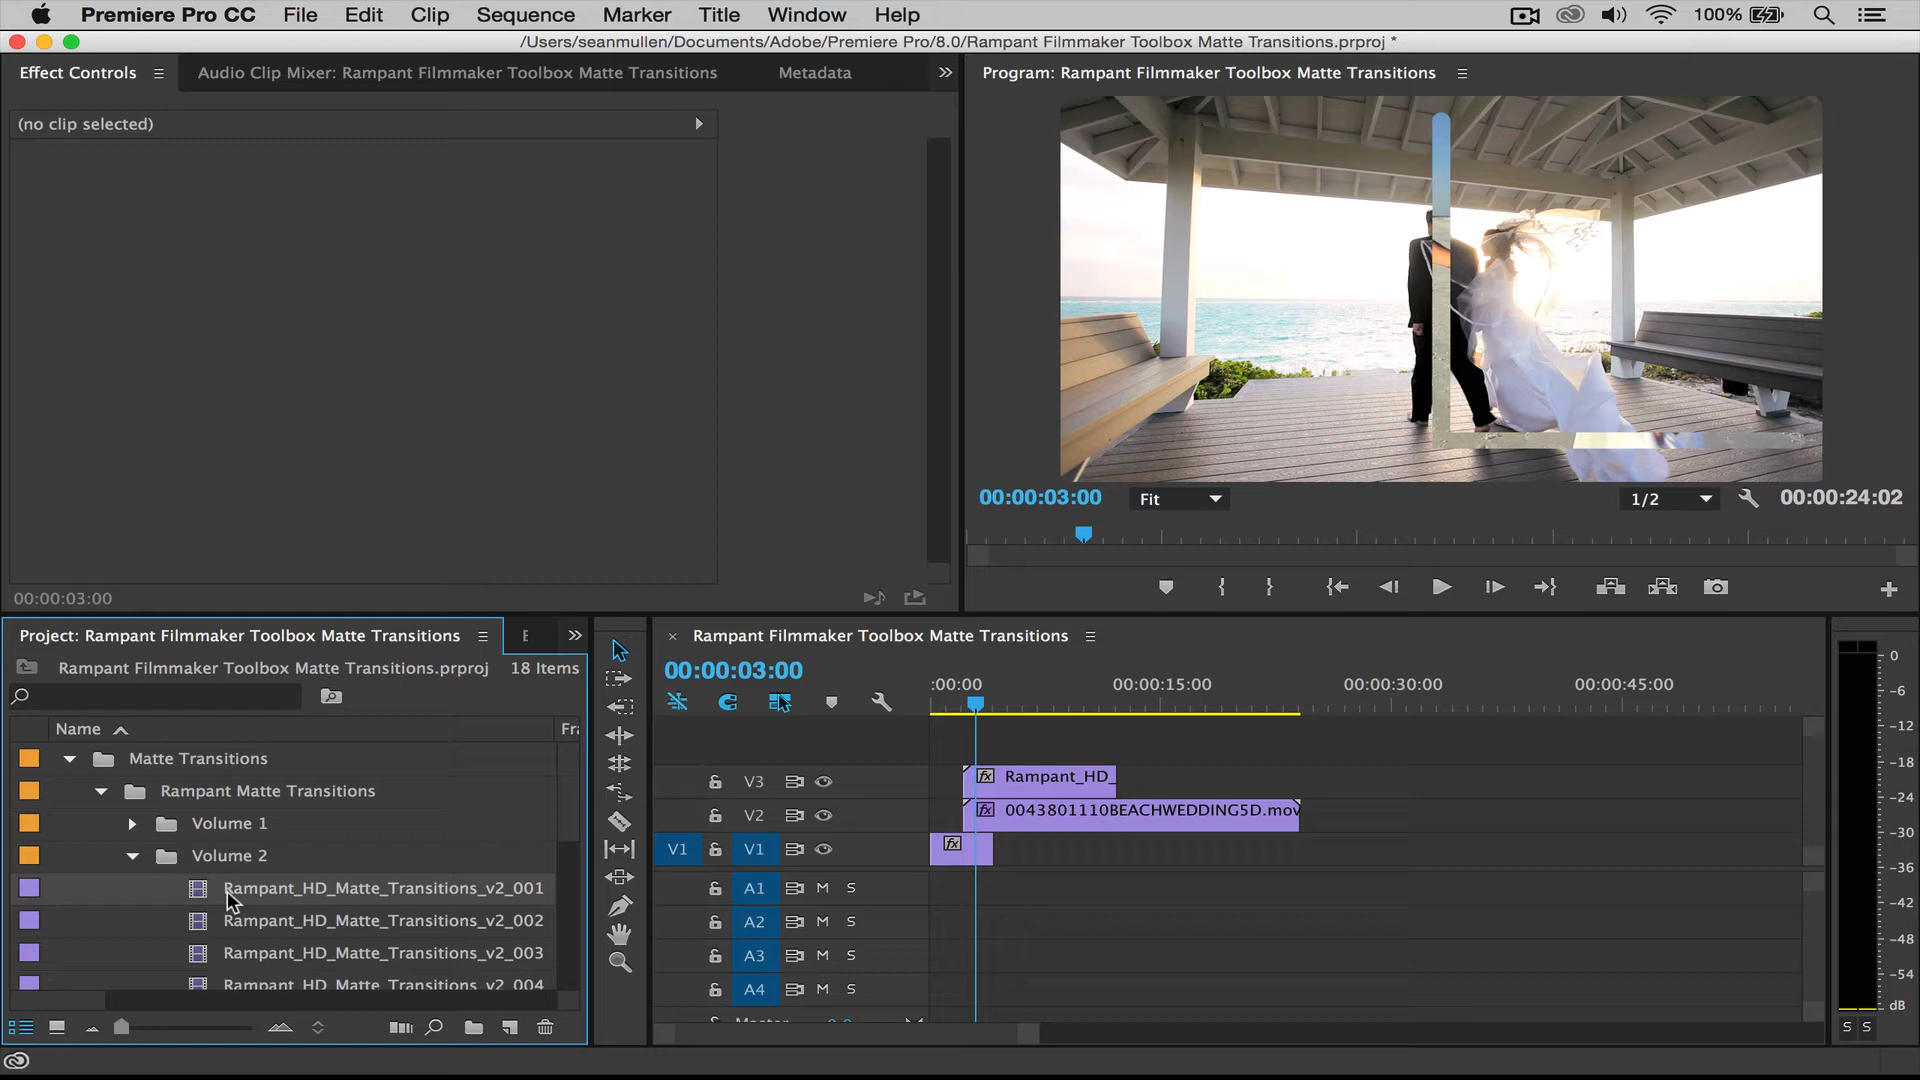 Premiere Pro CC File Edit Clip Sequence Marker Title Window Help 100%
/Users/seanmullen/Documents/Adobe/Premiere Pro/8.0/Rampant Filmmaker Toolbox Matte Transitions.prproj *
Effect Controls Audio Clip Mixer: Rampant Filmmaker Toolbox Matte Transitions Metadata
Program: Rampant Filmmaker Toolbox Matte Transitions
(no clip selected)
00:00:03:00 Fit 1/2 00:00:24:02
00:00:03:00
Project: Rampant Filmmaker Toolbox Matte Transitions
Rampant Filmmaker Toolbox Matte Transitions.prproj 18 Items
Name Fr
Matte Transitions
Rampant Matte Transitions
Volume 1
Volume 2
Rampant_HD_Matte_Transitions_v2_001
Rampant_HD_Matte_Transitions_v2_002
Rampant_HD_Matte_Transitions_v2_003
Rampant_HD_Matte_Transitions_v2_004
Rampant Filmmaker Toolbox Matte Transitions
00:00:03:00
:00:00 00:00:15:00 00:00:30:00 00:00:45:00
V3 fx Rampant_HD_
V2 fx 0043801110BEACHWEDDING5D.mov
V1 V1 fx
A1 M S
A2 M S
A3 M S
A4 M S
0
-6
-12
-18
-24
-30
-36
-42
-48
-54
dB
S S